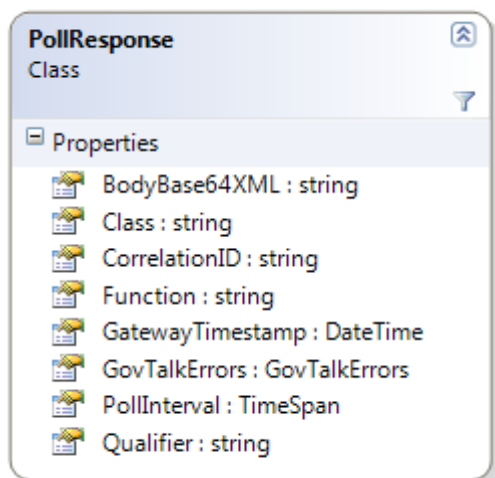 PollResponse
Class
Properties
BodyBase64XML : string
Class : string
CorrelationID : string
Function : string
GatewayTimestamp : DateTime
GovTalkErrors : GovTalkErrors
PollInterval : TimeSpan
Qualifier : string